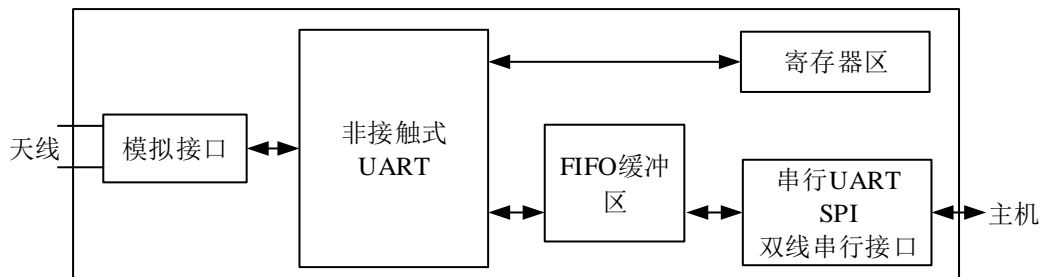 天线
模拟接口
非接触式
UART
寄存器区
FIFO缓冲
区
串行UART
SPI
双线串行接口
主机